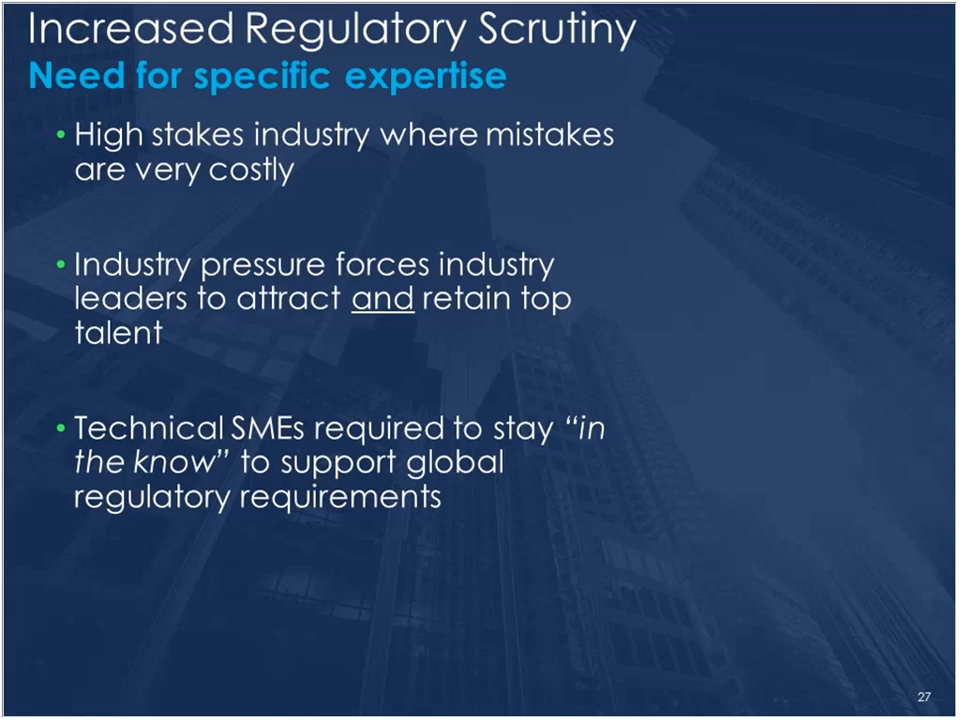 Increased Regulatory Scrutiny
Need for specific expertise
• High stakes industry where mistakes
are very costly
• Industry pressure forces industry
leaders to attract and retain top
talent
• Technical SMEs required to stay “in
the know” to support global
regulatory requirements
27